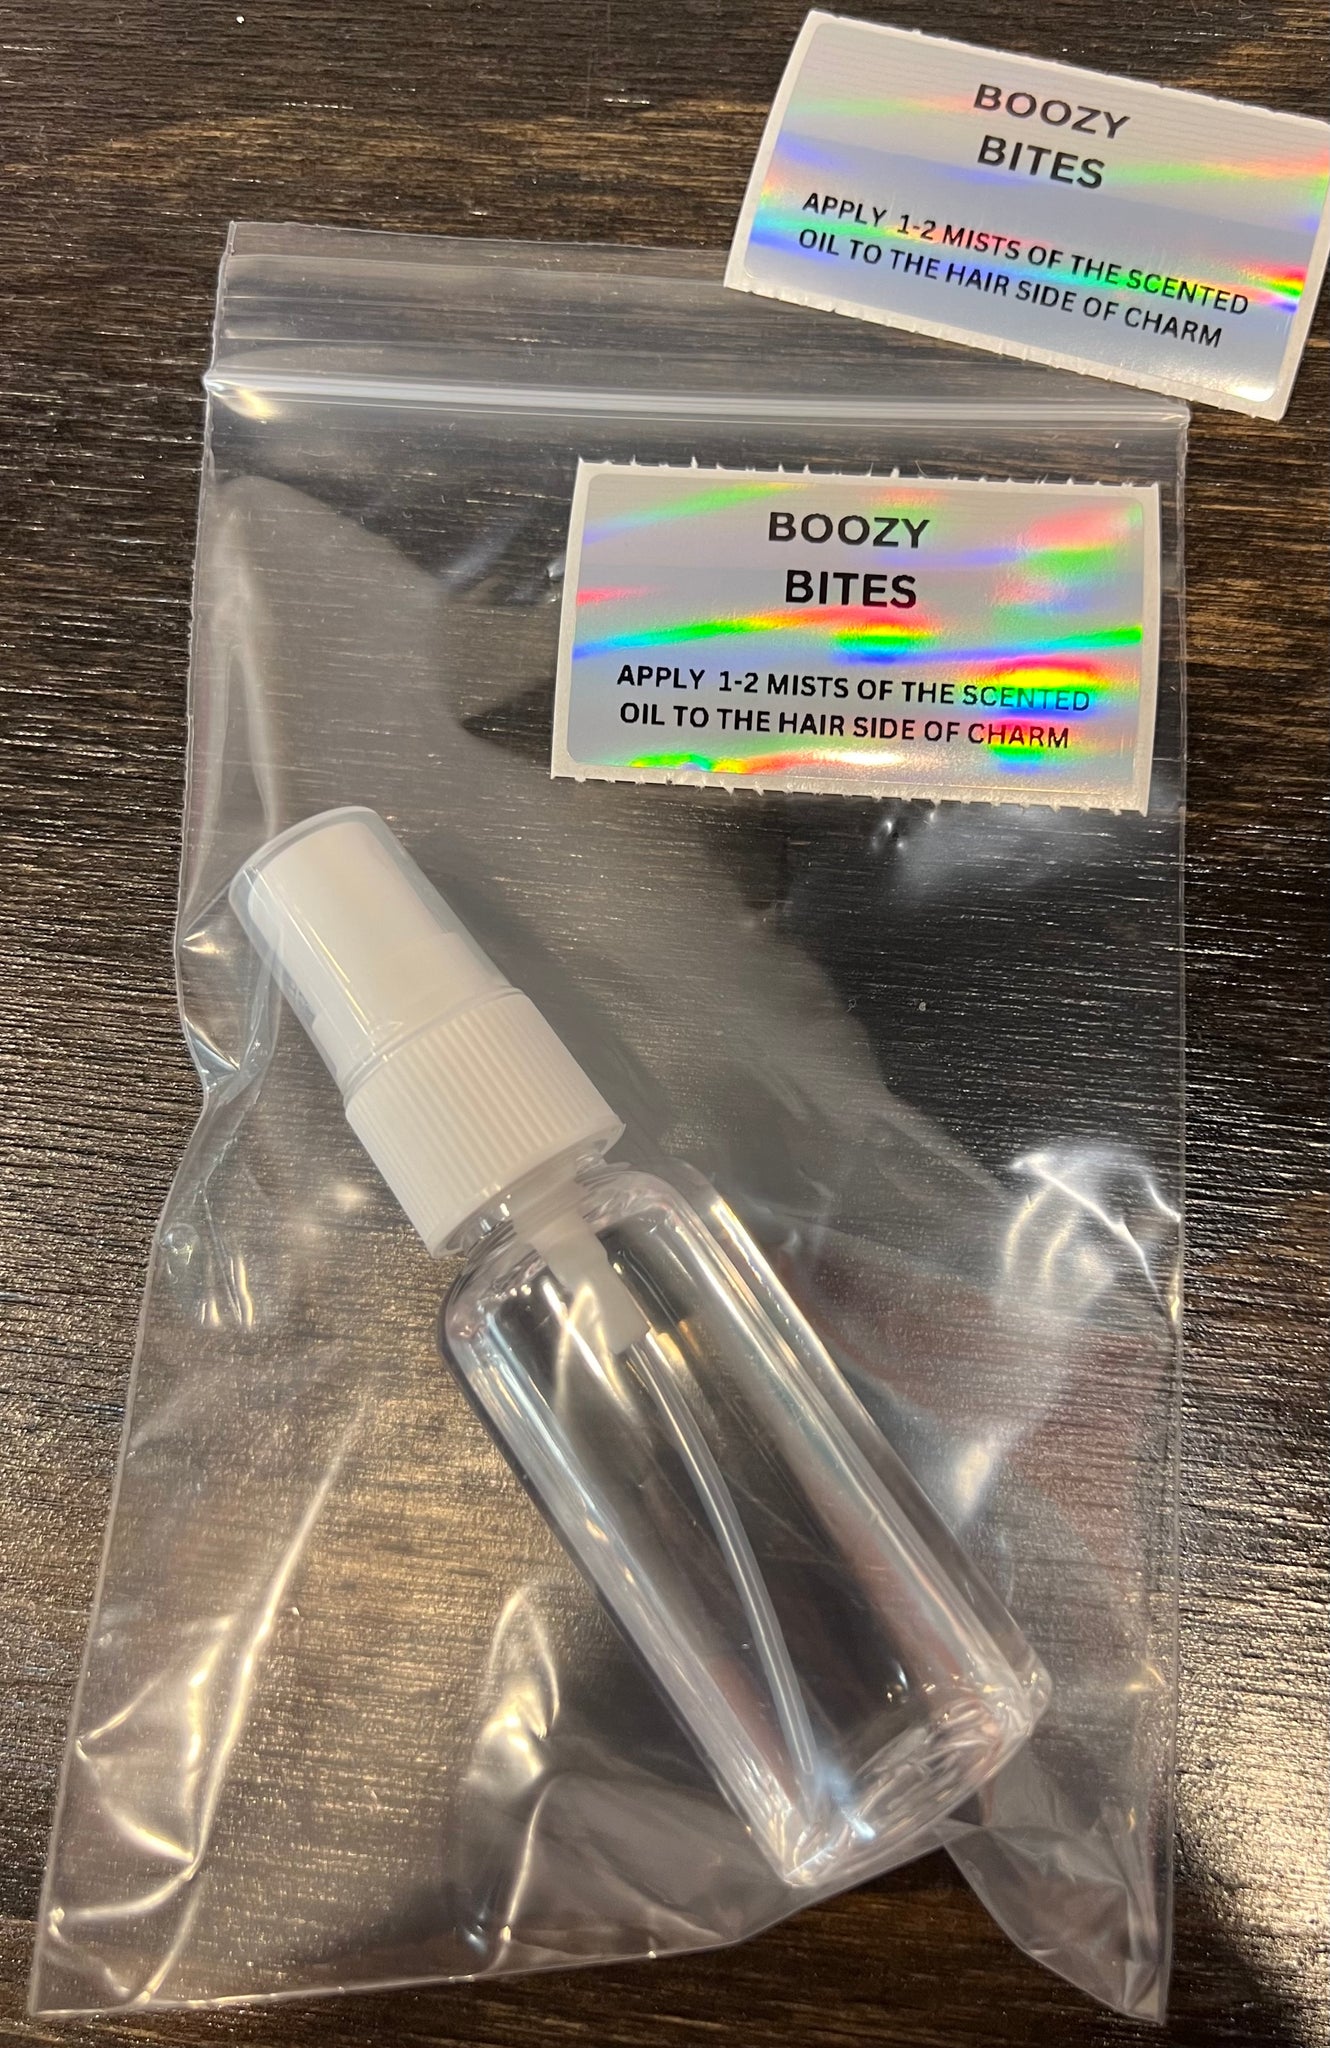 BOOZY
BITES
APPLY 1-2 MISTS OF THE SCENTED
OIL TO THE HAIR SIDE OF CHARM
BOOZY
BITES
APPLY 1-2 MISTS OF THE SCENTED
OIL TO THE HAIR SIDE OF CHARM